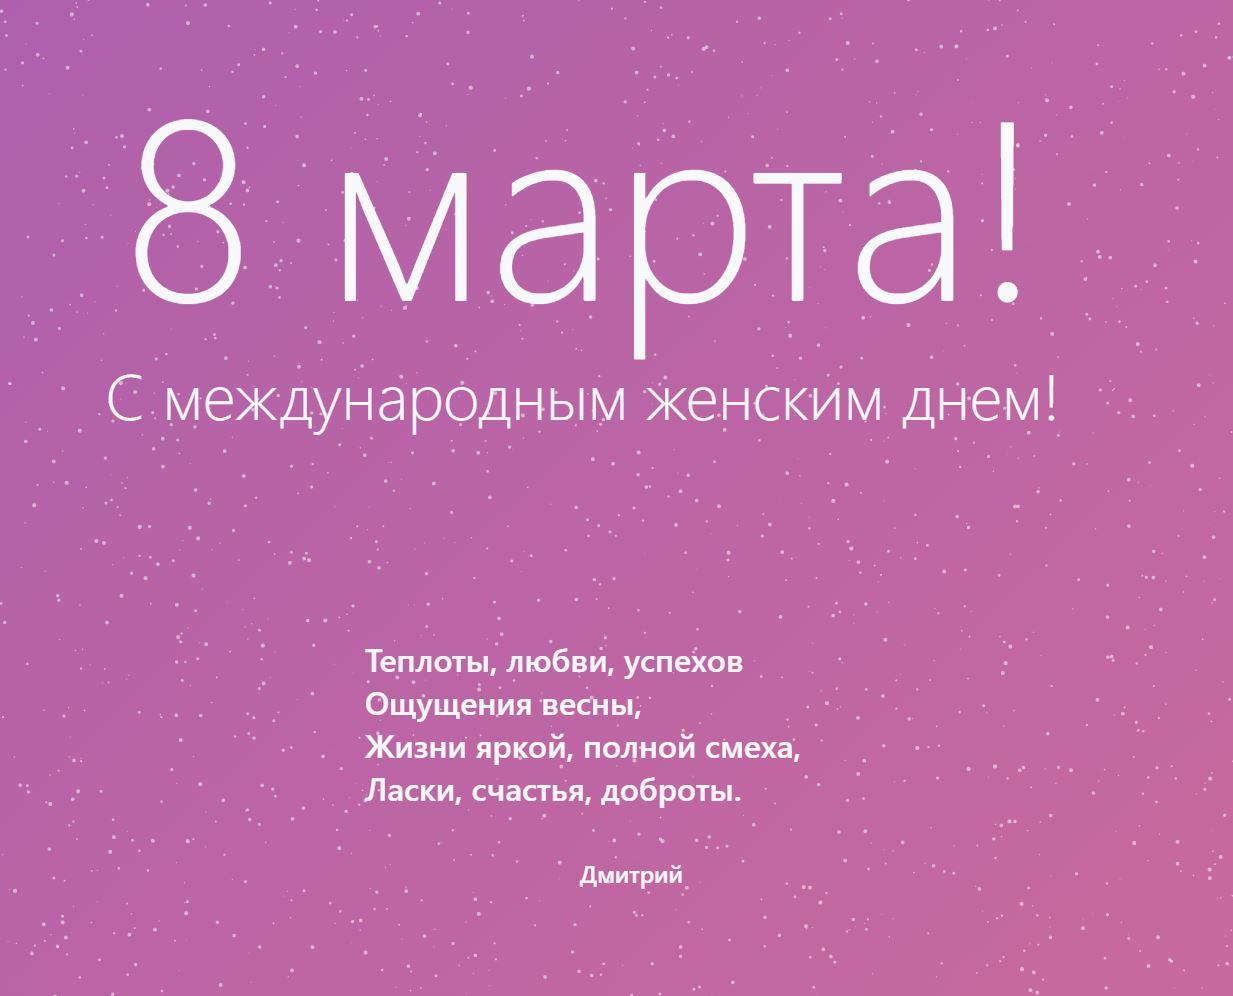 8 марта!
С международным женским днем!
Теплоты, любви, успехов
Ощущения весны,
Жизни яркой, полной смеха,
Ласки, счастья, доброты.
Дмитрий